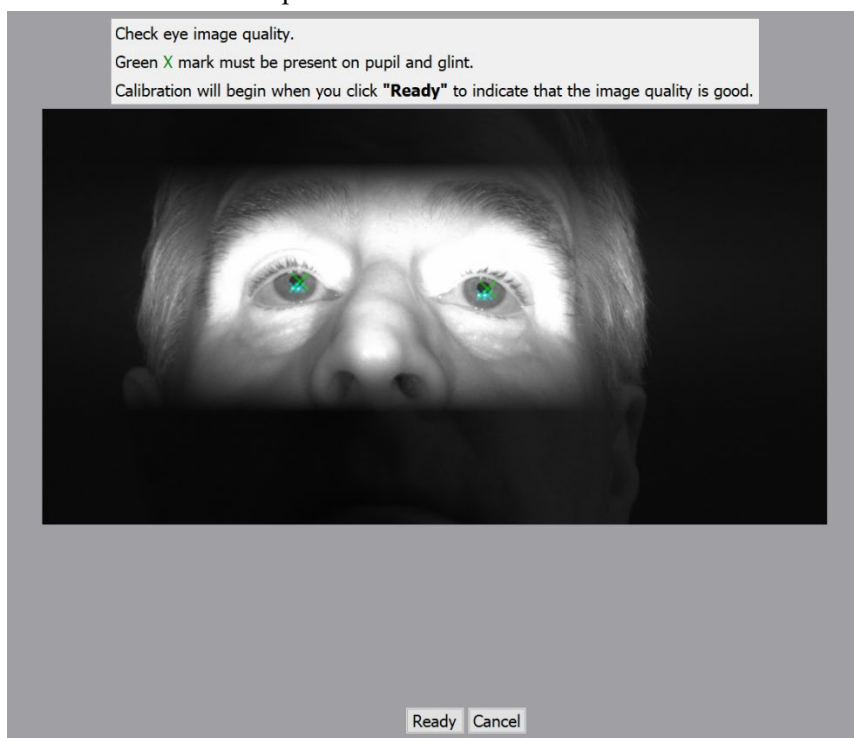 Check eye image quality.
Green X mark must be present on pupil and glint.
Calibration will begin when you click "Ready" to indicate that the image quality is good.
Ready Cancel